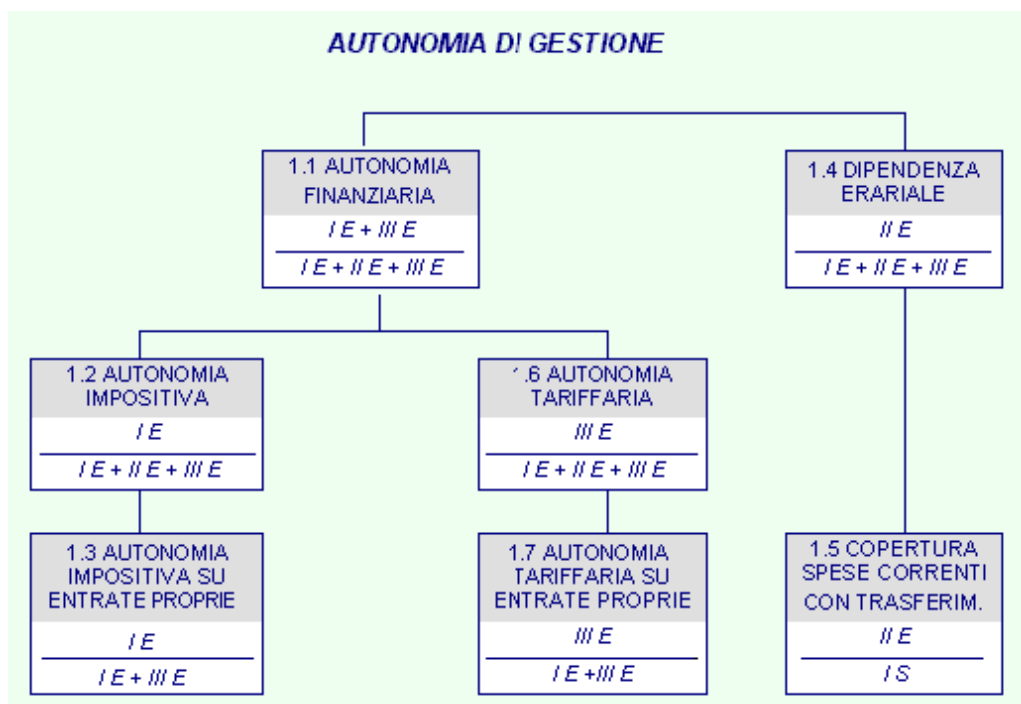 AUTONOMIA DI GESTIONE
1.1 AUTONOMIA
FINANZIARIA
I E + III E
I E + II E + III E
1.4 DIPENDENZA
ERARIALE
II E
I E + II E + III E
1.2 AUTONOMIA
IMPOSITIVA
I E
I E + II E + III E
1.6 AUTONOMIA
TARIFFARIA
III E
I E + II E + III E
1.3 AUTONOMIA
IMPOSITIVA SU
ENTRATE PROPRIE
I E
I E + III E
1.7 AUTONOMIA
TARIFFARIA SU
ENTRATE PROPRIE
III E
I E +III E
1.5 COPERTURA
SPESE CORRENTI
CON TRASFERIM.
II E
I S